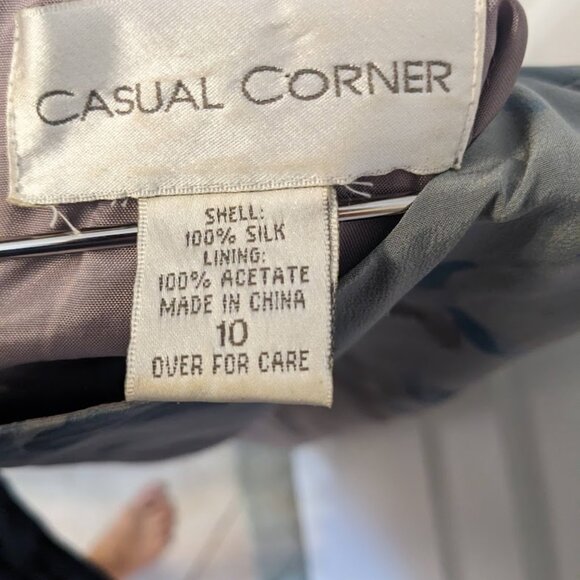 CASUAL CORNER
SHELL:
100% SILK
LINING:
100% ACETATE
MADE IN CHINA
10
OVER FOR CARE